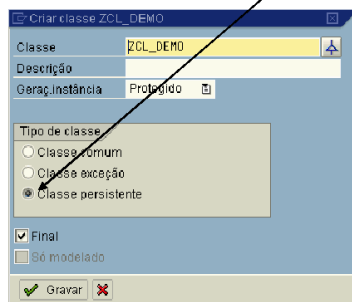 Criar classe ZCL_DEMO
Classe ZCL_DEMO
Descrição
Geraç.instância Protegido
Tipo de classe
Classe comum
Classe exceção
Classe persistente
Final
Só modelado
Gravar